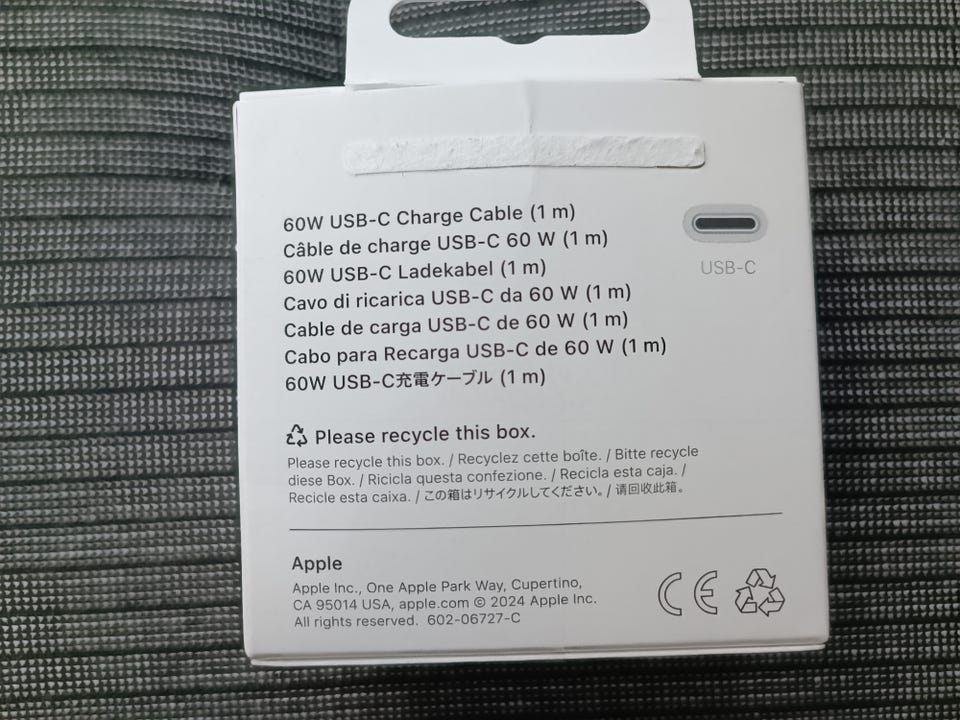 60W USB-C Charge Cable (1 m)
Câble de charge USB-C 60 W (1 m)
60W USB-C Ladekabel (1 m)
Cavo di ricarica USB-C da 60 W (1 m)
Cable de carga USB-C de 60 W (1 m)
Cabo para Recarga USB-C de 60 W (1 m)
60W USB-C充電ケーブル (1 m)
USB-C
Please recycle this box.
Please recycle this box. / Recyclez cette boîte. / Bitte recycle
diese Box. / Ricicla questa confezione. / Recicla esta caja. /
Recicle esta caixa. / この箱はリサイクルしてください。/ 请回收此箱。
Apple
Apple Inc., One Apple Park Way, Cupertino,
CA 95014 USA, apple.com © 2024 Apple Inc.
All rights reserved. 602-06727-C
CE